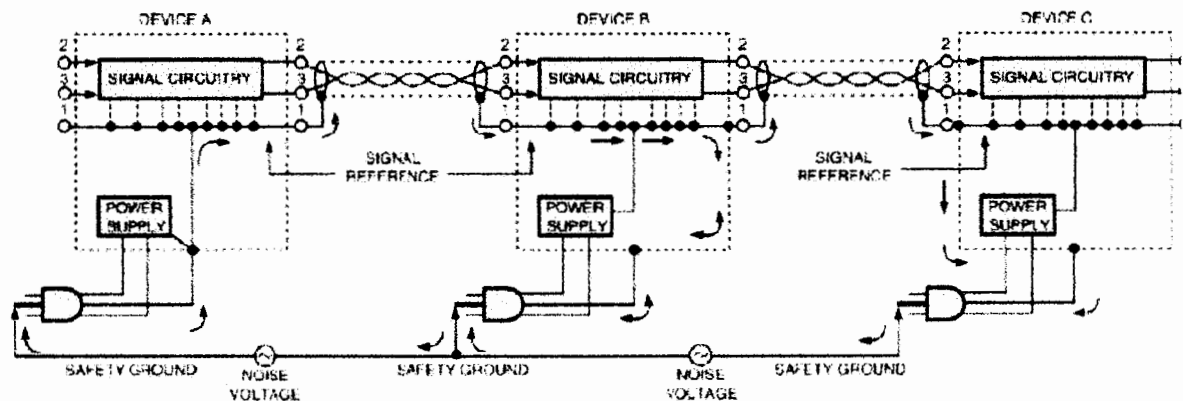 DEVICE A
DEVICE B
DEVICE C
2
2
2
2
2
3
SIGNAL CIRCUITRY
3
3
SIGNAL CIRCUITRY
3
3
SIGNAL CIRCUITRY
1
1
1
1
1
SIGNAL
REFERENCE
SIGNAL
REFERENCE
POWER
SUPPLY
POWER
SUPPLY
POWER
SUPPLY
SAFETY GROUND
NOISE
VOLTAGE
SAFETY GROUND
NOISE
VOLTAGE
SAFETY GROUND